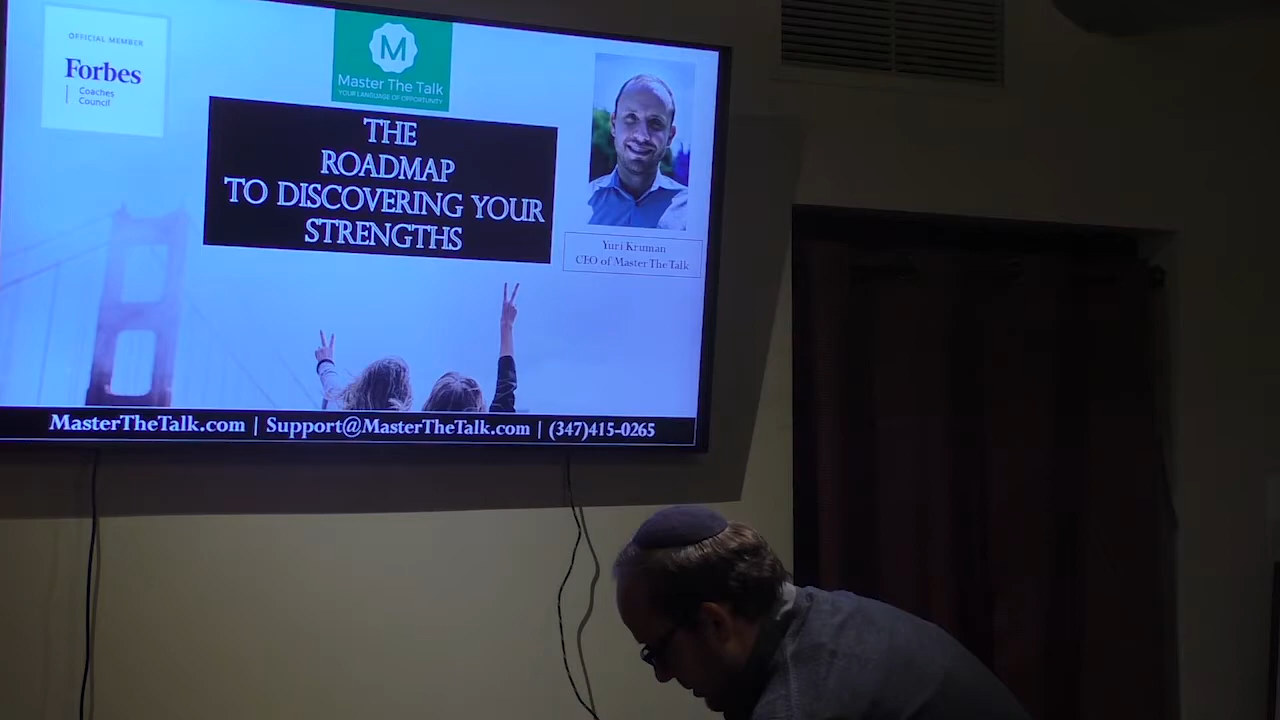 OFFICIAL MEMBER
Forbes
Coaches
Council
M
Master The Talk
YOUR LANGUAGE OF OPPORTUNITY
THE
ROADMAP
TO DISCOVERING YOUR
STRENGTHS
Yuri Kruman
CEO of Master The Talk
MasterTheTalk.com | Support@MasterTheTalk.com | (347)415-0265